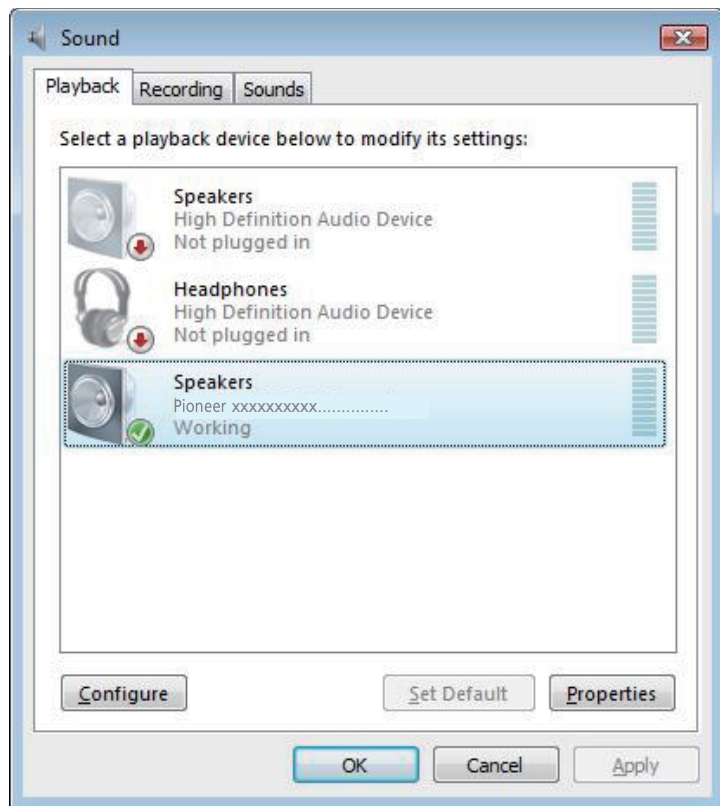 Sound
Playback Recording Sounds
Select a playback device below to modify its settings:
Speakers
High Definition Audio Device
Not plugged in
Headphones
High Definition Audio Device
Not plugged in
Speakers
Pioneer xxxxxxxxxx...............
Working
Configure Set Default Properties
OK Cancel Apply